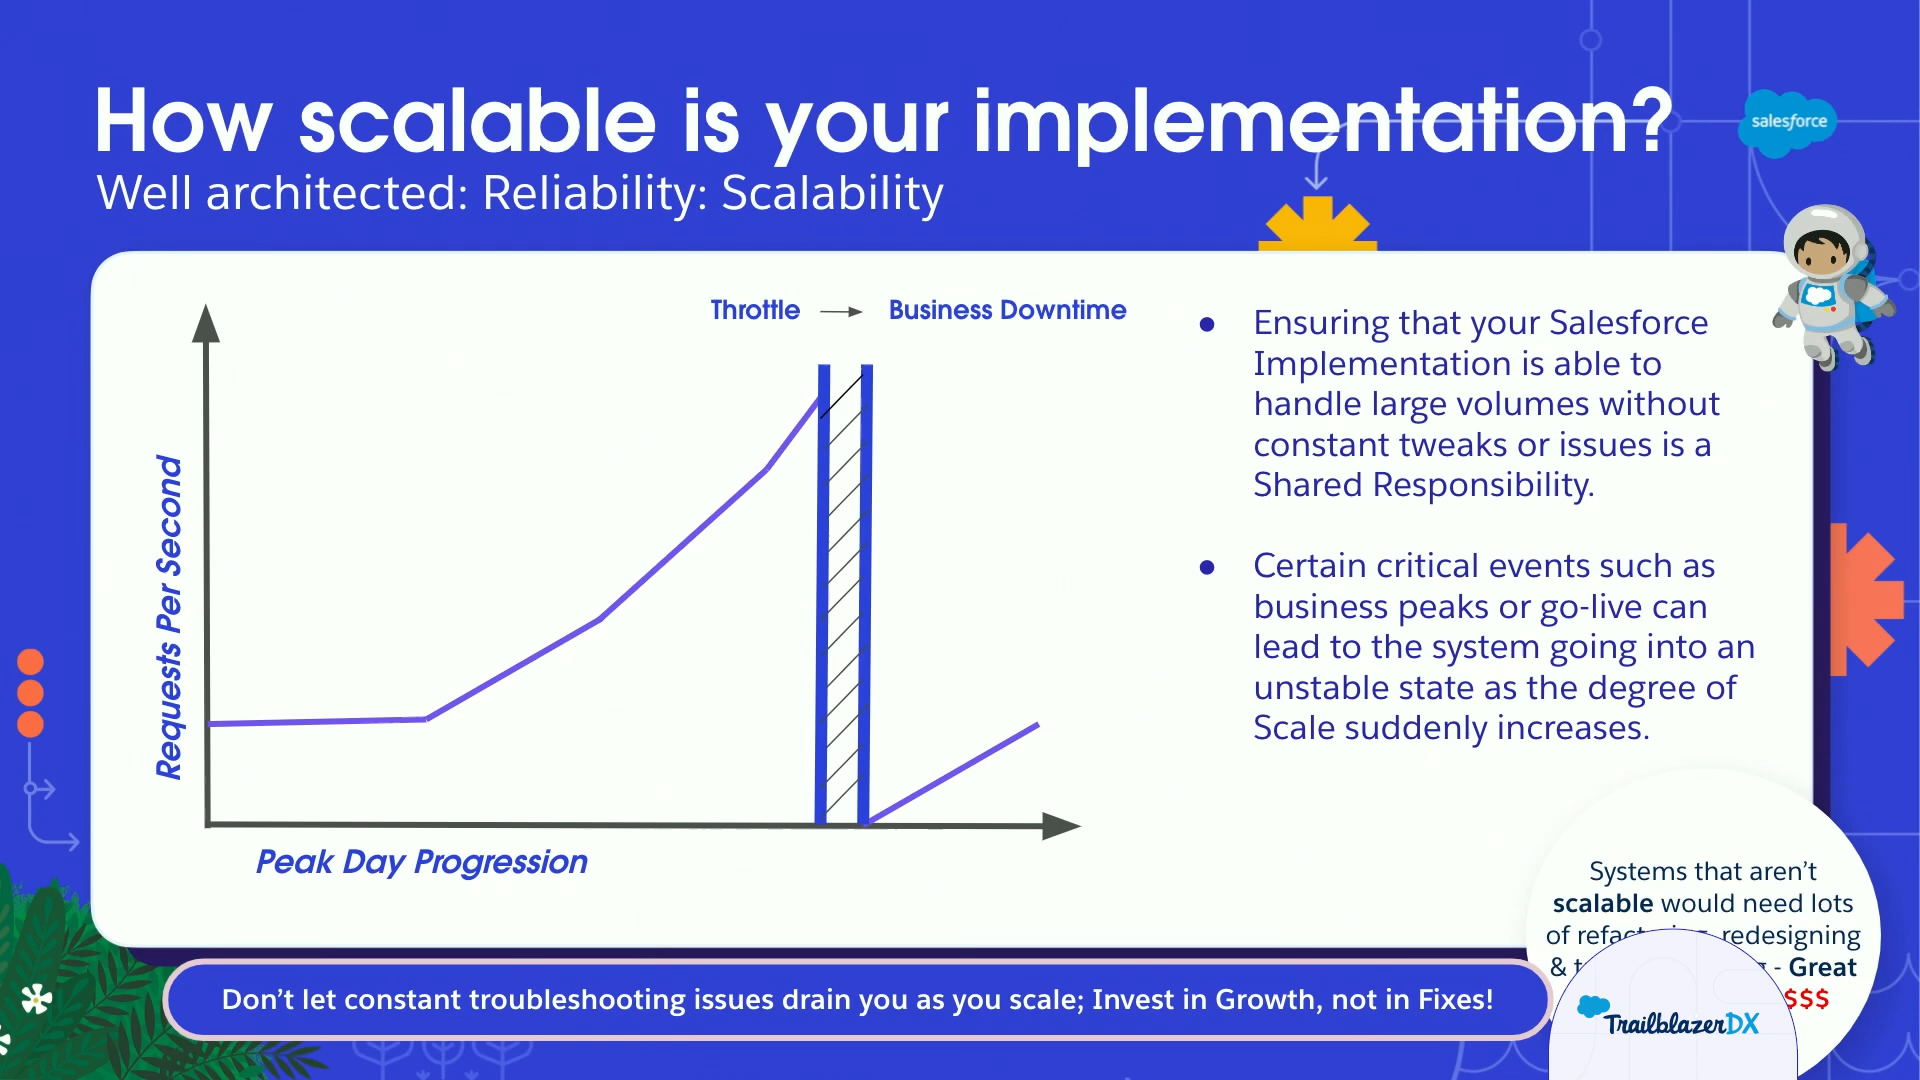 How scalable is your implementation?
salesforce
Well architected: Reliability: Scalability
Throttle
Business Downtime
Requests Per Second
Peak Day Progression
● Ensuring that your Salesforce
Implementation is able to
handle large volumes without
constant tweaks or issues is a
Shared Responsibility.
● Certain critical events such as
business peaks or go-live can
lead to the system going into an
unstable state as the degree of
Scale suddenly increases.
Systems that aren’t
scalable would need lots
of redesigning
& - Great
$$$
Don’t let constant troubleshooting issues drain you as you scale; Invest in Growth, not in Fixes!
TrailblazerDX